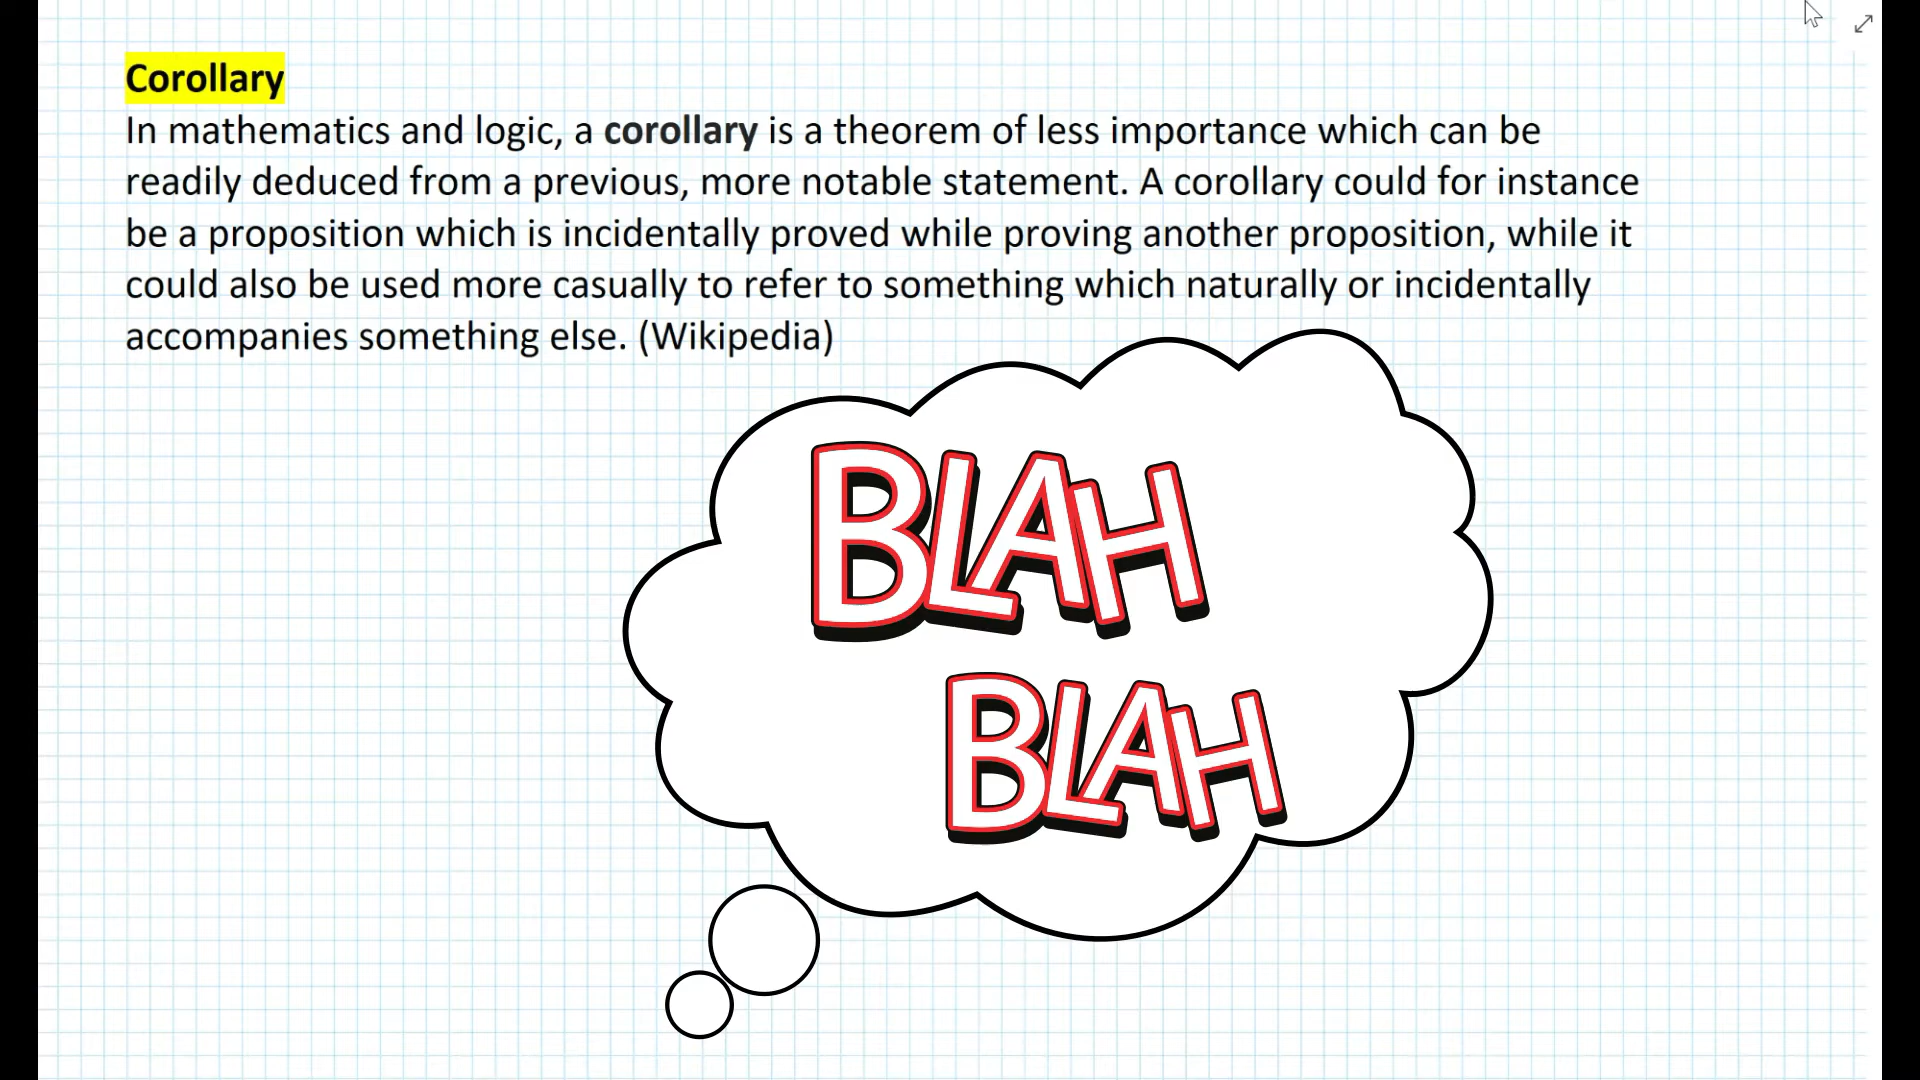 Corollary
In mathematics and logic, a corollary is a theorem of less importance which can be
readily deduced from a previous, more notable statement. A corollary could for instance
be a proposition which is incidentally proved while proving another proposition, while it
could also be used more casually to refer to something which naturally or incidentally
accompanies something else. (Wikipedia)
BLAH
BLAH